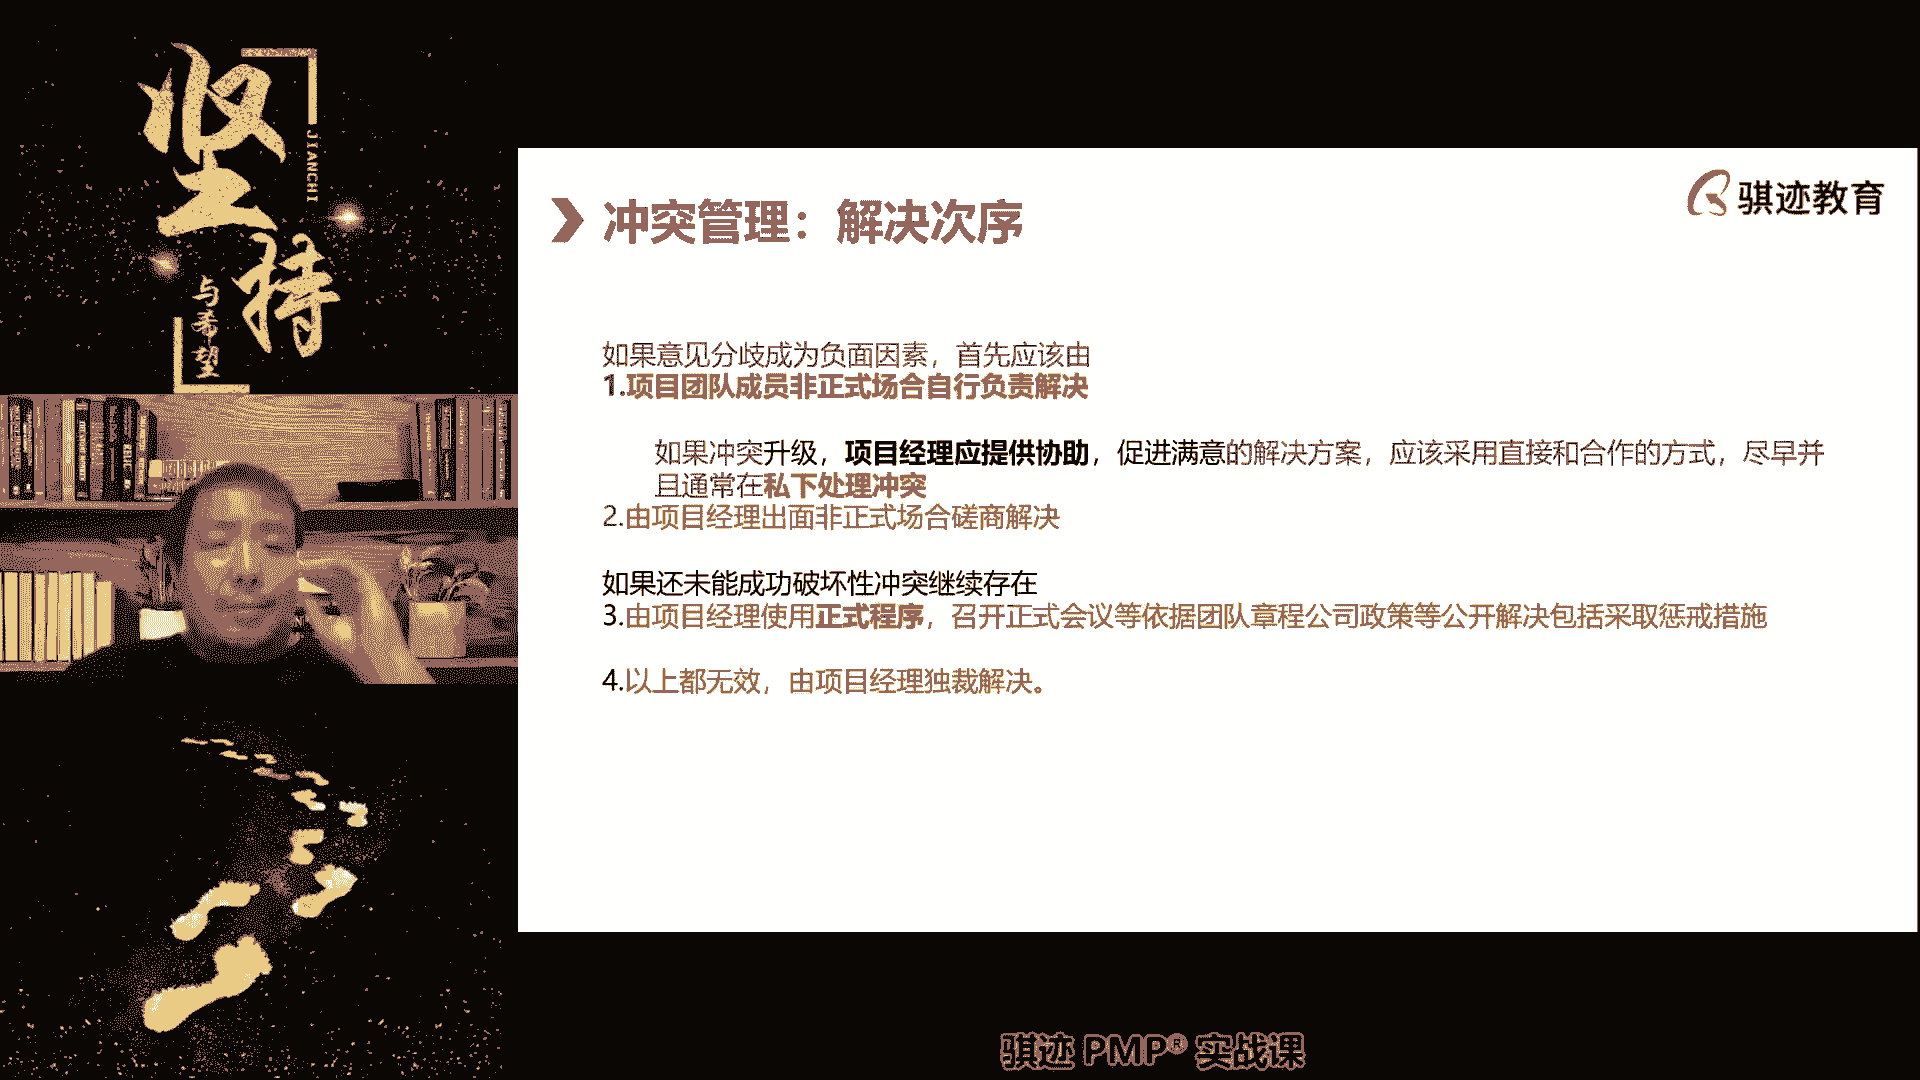 坚持
JIANCHI
与希望
骐迹教育
冲突管理：解决次序
如果意见分歧成为负面因素，首先应该由
1.项目团队成员非正式场合自行负责解决
如果冲突升级，项目经理应提供协助，促进满意的解决方案，应该采用直接和合作的方式，尽早并
且通常在私下处理冲突
2.由项目经理出面非正式场合磋商解决
如果还未能成功破坏性冲突继续存在
3.由项目经理使用正式程序，召开正式会议等依据团队章程公司政策等公开解决包括采取惩戒措施
4.以上都无效，由项目经理独裁解决。
骐迹 PMP® 实战课